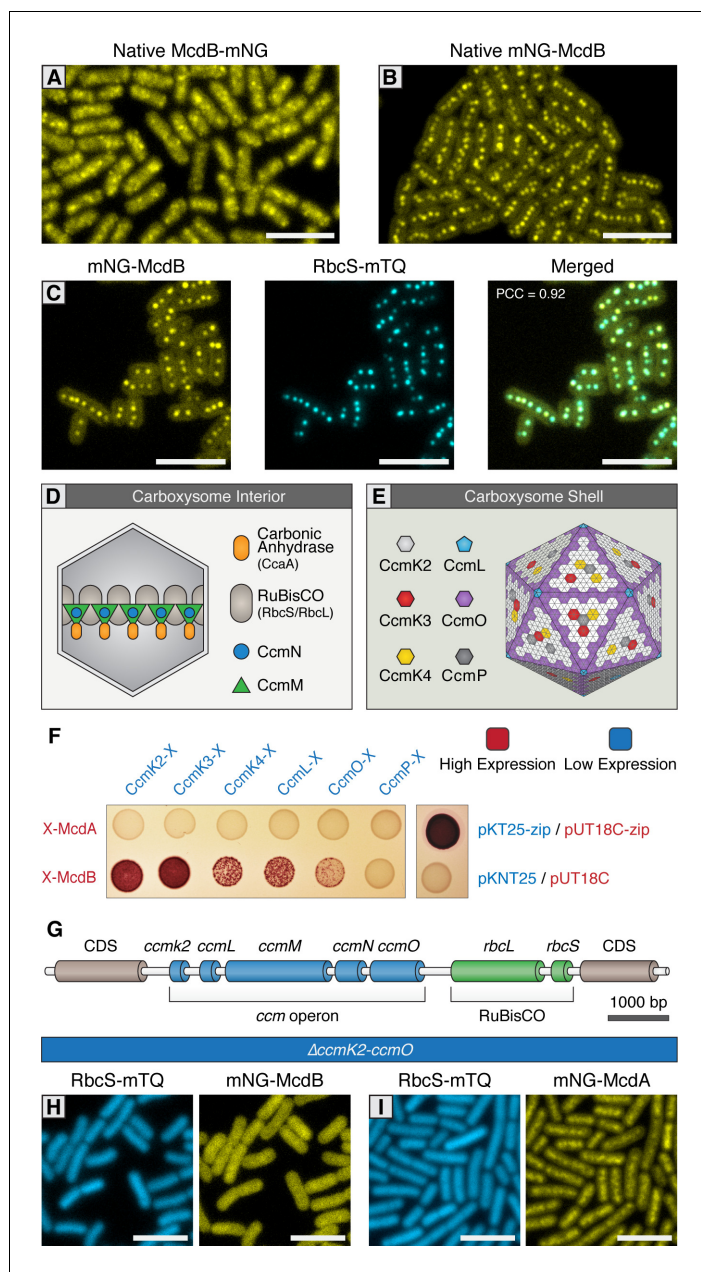 Native McdB-mNG
Native mNG-McdB
A
B
mNG-McdB
RbcS-mTQ
Merged
C
PCC = 0.92
D
Carboxysome Interior
E
Carboxysome Shell
Carbonic
Anhydrase
(CcaA)
RuBisCO
(RbcS/RbcL)
CcmN
CcmM
CcmK2
CcmL
CcmK3
CcmO
CcmK4
CcmP
F
CcmK2-X
CcmK3-X
CcmK4-X
CcmL-X
CcmO-X
CcmP-X
High Expression
Low Expression
X-McdA
pKT25-zip / pUT18C-zip
X-McdB
pKNT25 / pUT18C
G
CDS
ccmk2
ccmL
ccmM
ccmN
ccmO
rbcL
rbcS
CDS
ccm operon
RuBisCO
1000 bp
ΔccmK2-ccmO
RbcS-mTQ
mNG-McdB
RbcS-mTQ
mNG-McdA
H
I